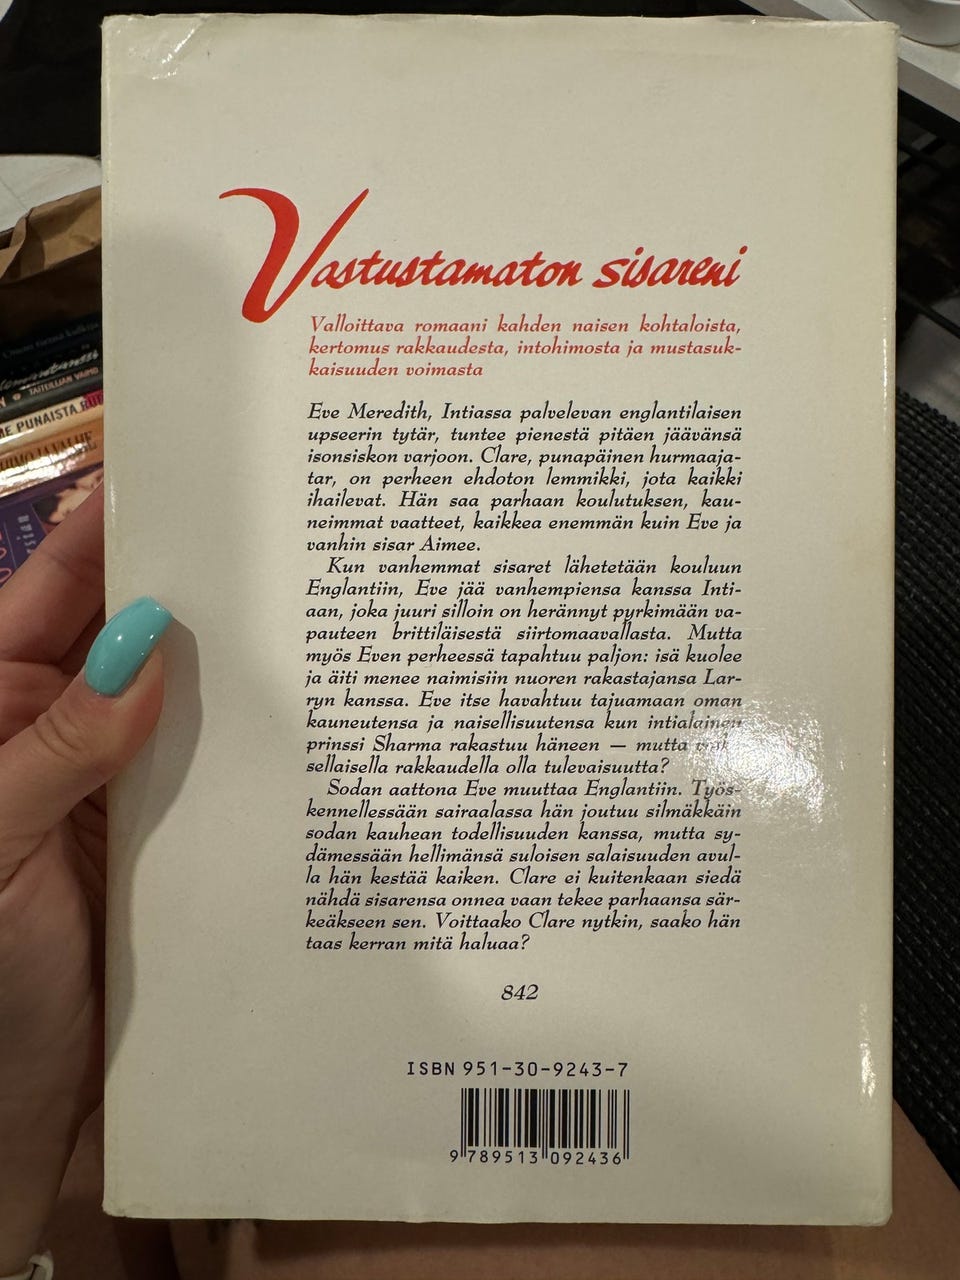 Vastustamaton sisareni
Valloittava romaani kahden naisen kohtaloista,
kertomus rakkaudesta, intohimosta ja mustasuk-
kaisuuden voimasta
Eve Meredith, Intiassa palvelevan englantilaisen
upseerin tytär, tuntee pienestä pitäen jäävänsä
isonsiskon varjoon. Clare, punapäinen hurmaaja-
tar, on perheen ehdoton lemmikki, jota kaikki
ihailevat. Hän saa parhaan koulutuksen, kau-
neimmat vaatteet, kaikkea enemmän kuin Eve ja
vanhin sisar Aimee.
Kun vanhemmat sisaret lähetetään kouluun
Englantiin, Eve jää vanhempiensa kanssa Inti-
aan, joka juuri silloin on herännyt pyrkimään va-
pauteen brittiläisestä siirtomaavallasta. Mutta
myös Even perheessä tapahtuu paljon: isä kuolee
ja äiti menee naimisiin nuoren rakastajansa Lar-
ryn kanssa. Eve itse havahtuu tajuamaan oman
kauneutensa ja naisellisuutensa kun intialainen
prinssi Sharma rakastuu häneen — mutta
sellaisella rakkaudella olla tulevaisuutta?
Sodan aattona Eve muuttaa Englantiin. Työs-
kennellessään sairaalassa hän joutuu silmäkkäin
sodan kauhean todellisuuden kanssa, mutta sy-
dämessään hellimänsä suloisen salaisuuden avul-
la hän kestää kaiken. Clare ei kuitenkaan siedä
nähdä sisarensa onnea vaan tekee parhaansa sär-
keäkseen sen. Voittaako Clare nytkin, saako hän
taas kerran mitä haluaa?
842
ISBN 951-30-9243-7
9 789513 092436
TAITEILIJAN VAIMO
ME PUNAISTA